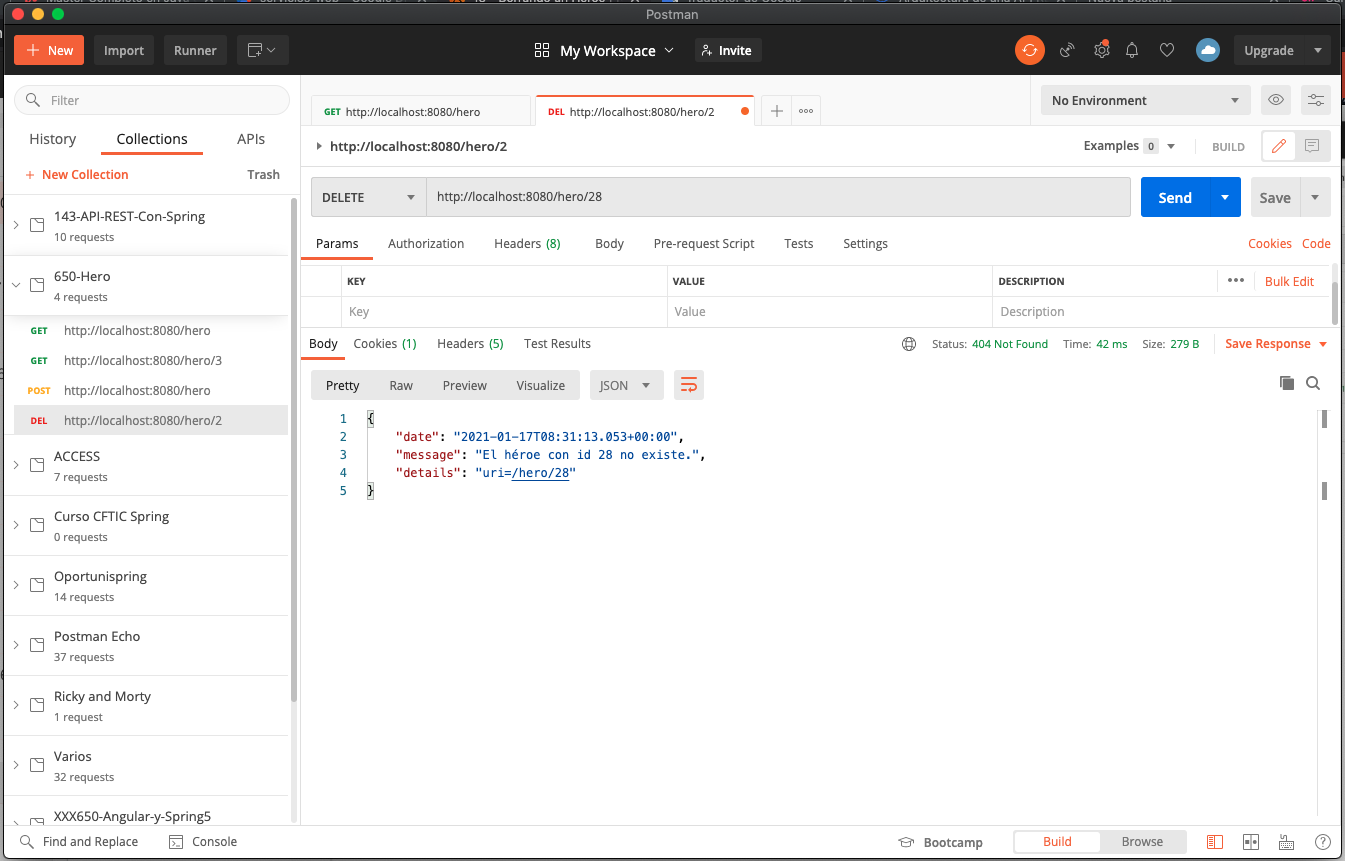 Postman
New Import Runner My Workspace Invite Upgrade
Filter
History Collections APIs
+ New Collection Trash
143-API-REST-Con-Spring
10 requests
650-Hero
4 requests
GET http://localhost:8080/hero
GET http://localhost:8080/hero/3
POST http://localhost:8080/hero
DEL http://localhost:8080/hero/2
ACCESS
7 requests
Curso CFTIC Spring
0 requests
Oportunispring
14 requests
Postman Echo
37 requests
Ricky and Morty
1 request
Varios
32 requests
XXX650-Angular-y-Spring5
GET http://localhost:8080/hero DEL http://localhost:8080/hero/2
No Environment
http://localhost:8080/hero/2 Examples 0 BUILD
DELETE http://localhost:8080/hero/28 Send Save
Params Authorization Headers (8) Body Pre-request Script Tests Settings Cookies Code
KEY VALUE DESCRIPTION Bulk Edit
Key Value Description
Body Cookies (1) Headers (5) Test Results Status: 404 Not Found Time: 42 ms Size: 279 B Save Response
Pretty Raw Preview Visualize JSON
1 {
2 "date": "2021-01-17T08:31:13.053+00:00",
3 "message": "El héroe con id 28 no existe.",
4 "details": "uri=/hero/28"
5 }
Find and Replace Console Bootcamp Build Browse